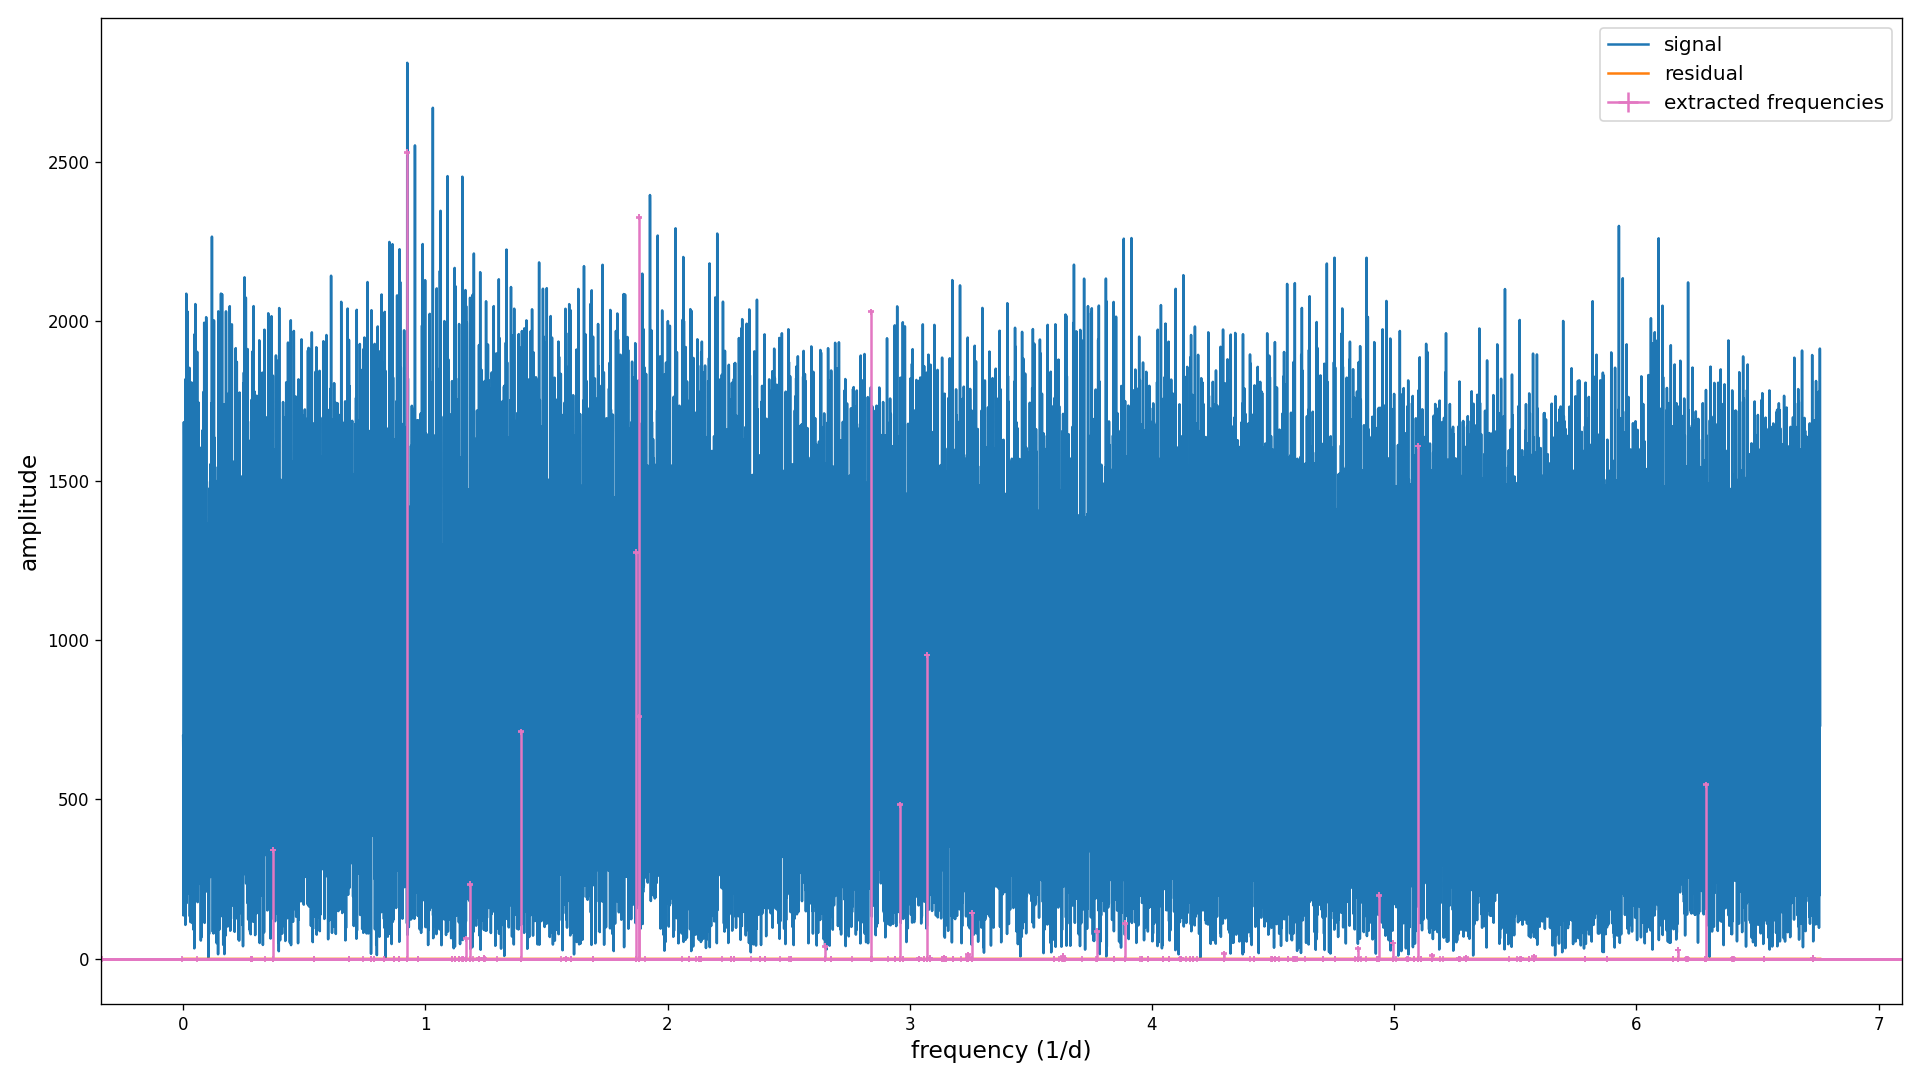 signal
residual
extracted frequencies
amplitude
2500
2000
1500
1000
500
0
0 1 2 3 4 5 6 7
frequency (1/d)